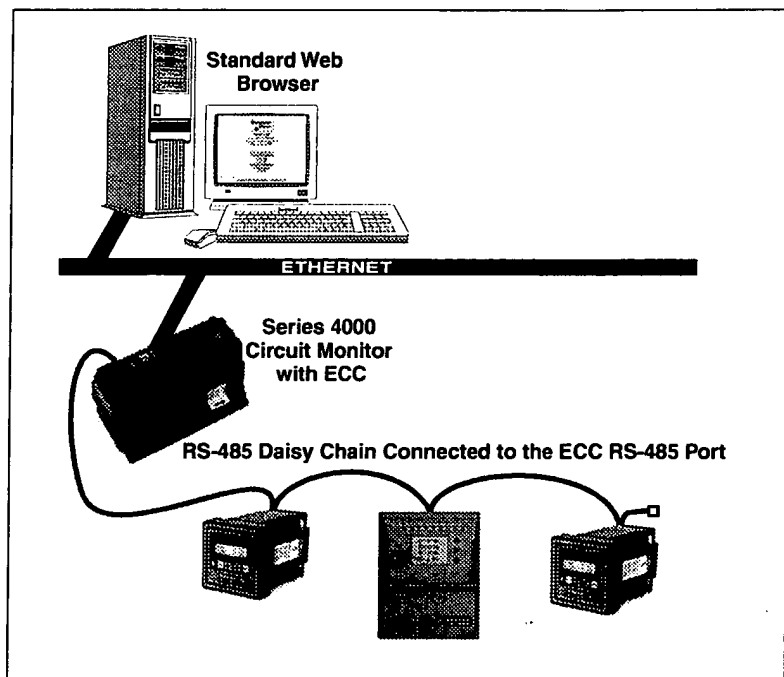 Standard Web
Browser
ETHERNET
Series 4000
Circuit Monitor
with ECC
RS-485 Daisy Chain Connected to the ECC RS-485 Port